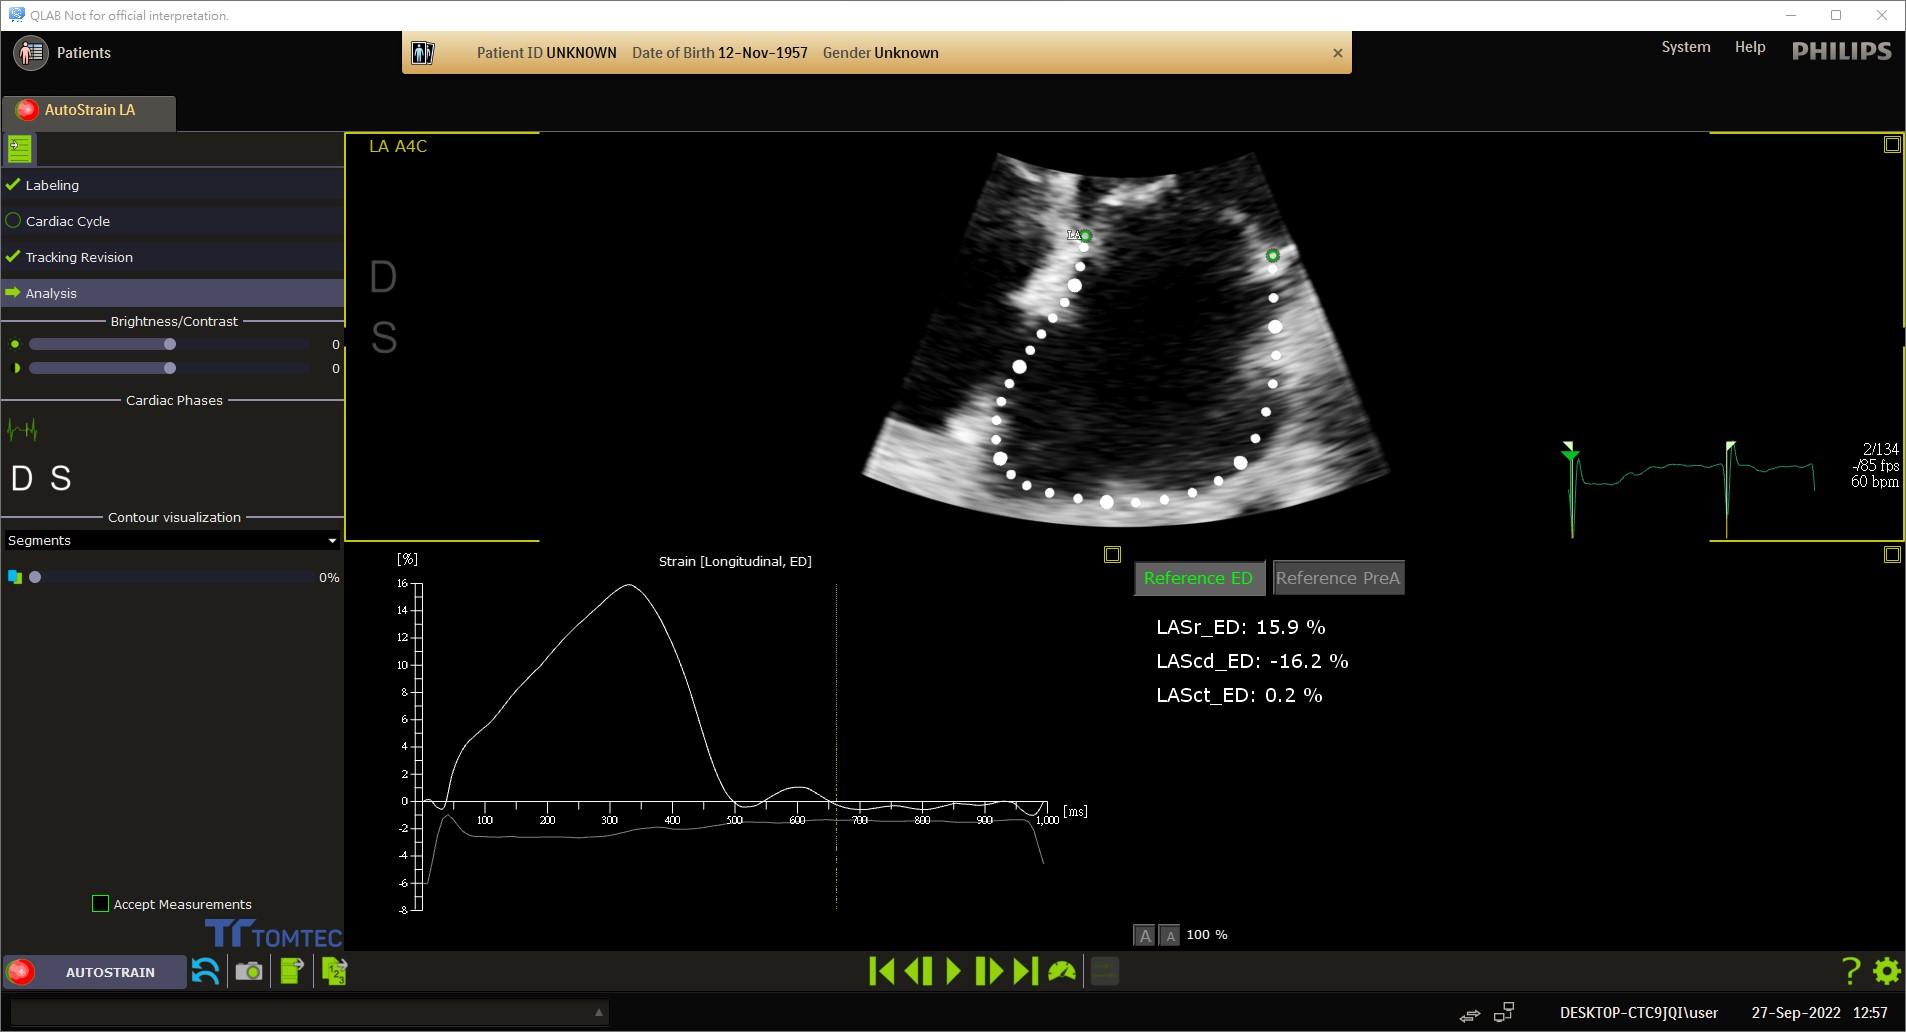 QLAB Not for official interpretation.
Patients
Patient ID UNKNOWN Date of Birth 12-Nov-1957 Gender Unknown
System Help PHILIPS
AutoStrain LA
Labeling
Cardiac Cycle
Tracking Revision
Analysis
Brightness/Contrast
0
0
Cardiac Phases
D S
Contour visualization
Segments
0%
Accept Measurements
TOMTEC
LA A4C
D
S
LA
2/134
-/85 fps
60 bpm
[%] Strain [Longitudinal, ED]
16
14
12
10
8
6
4
2
0
-2
-4
-6
-8
100 200 300 400 500 600 700 800 900 1,000 [ms]
Reference ED Reference PreA
LASr_ED: 15.9 %
LAScd_ED: -16.2 %
LASct_ED: 0.2 %
A A 100 %
AUTOSTRAIN
123
?
DESKTOP-CTC9JQI\user 27-Sep-2022 12:57